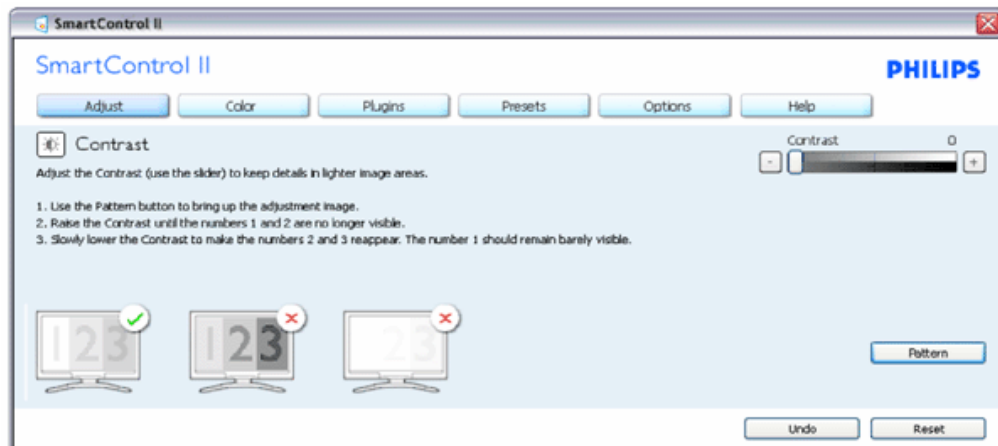 SmartControl II
SmartControl II
PHILIPS
Adjust Color Plugins Presets Options Help
Contrast
Contrast 0
- +
Adjust the Contrast (use the slider) to keep details in lighter image areas.
1. Use the Pattern button to bring up the adjustment image.
2. Raise the Contrast until the numbers 1 and 2 are no longer visible.
3. Slowly lower the Contrast to make the numbers 2 and 3 reappear. The number 1 should remain barely visible.
123
123
23
Pattern
Undo Reset